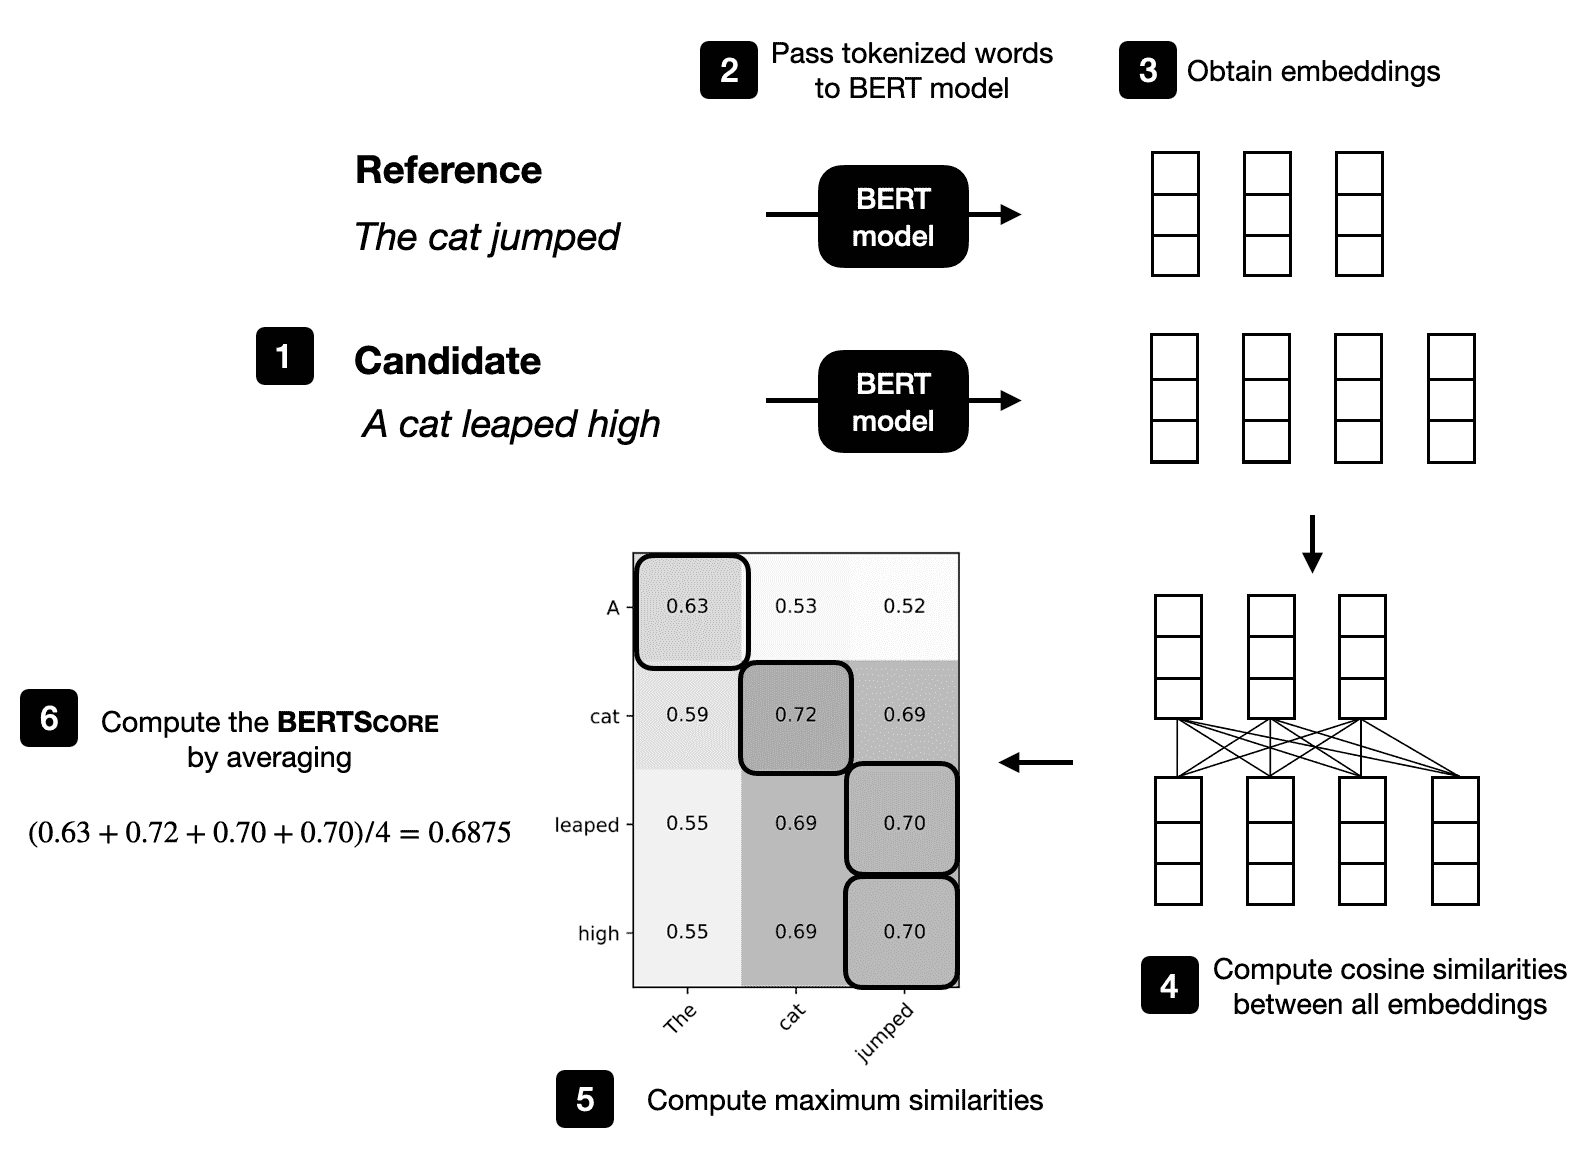 2 Pass tokenized words
to BERT model
3 Obtain embeddings
Reference
The cat jumped
BERT
model
1 Candidate
A cat leaped high
BERT
model
A 0.63 0.53 0.52
cat 0.59 0.72 0.69
leaped 0.55 0.69 0.70
high 0.55 0.69 0.70
The cat jumped
4 Compute cosine similarities
between all embeddings
5 Compute maximum similarities
6 Compute the BERTSCORE
by averaging
(0.63 + 0.72 + 0.70 + 0.70)/4 = 0.6875